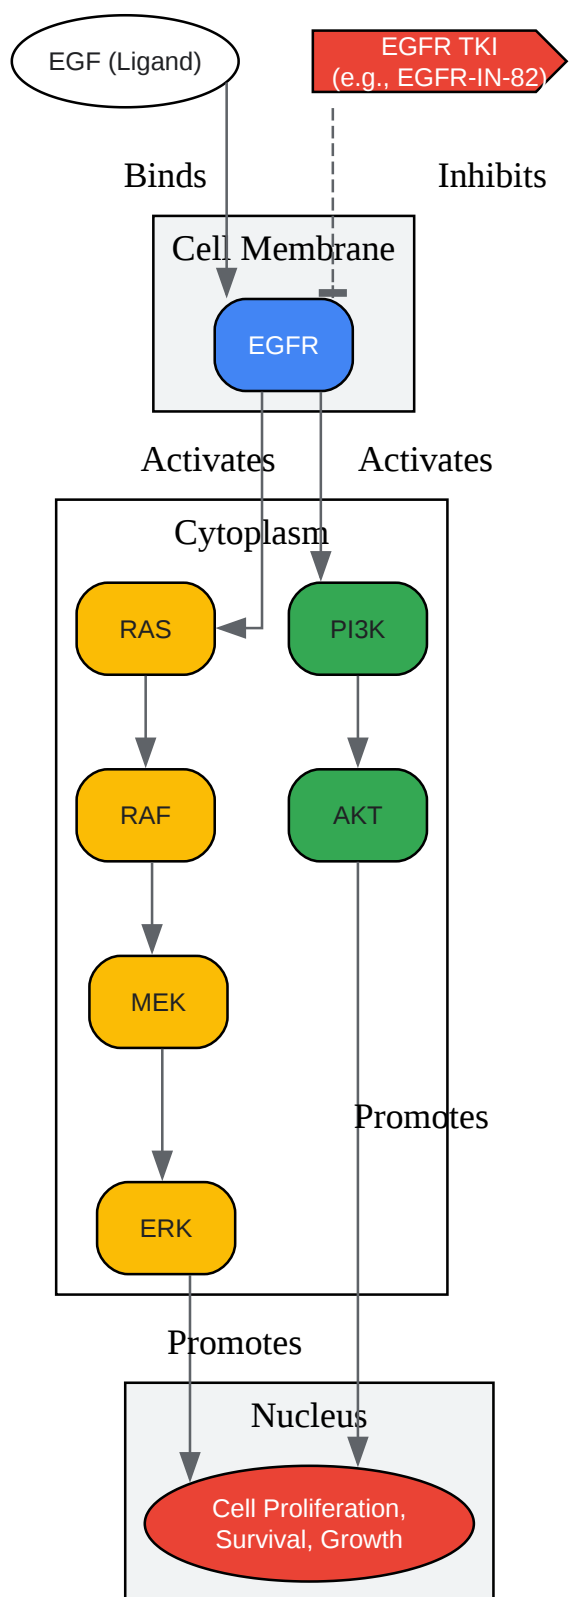 EGF (Ligand)
EGFR TKI
(e.g., EGFR-IN-82)
Binds
Inhibits
Cell Membrane
EGFR
Activates
Activates
Cytoplasm
RAS
PI3K
RAF
AKT
MEK
Promotes
ERK
Promotes
Nucleus
Cell Proliferation,
Survival, Growth